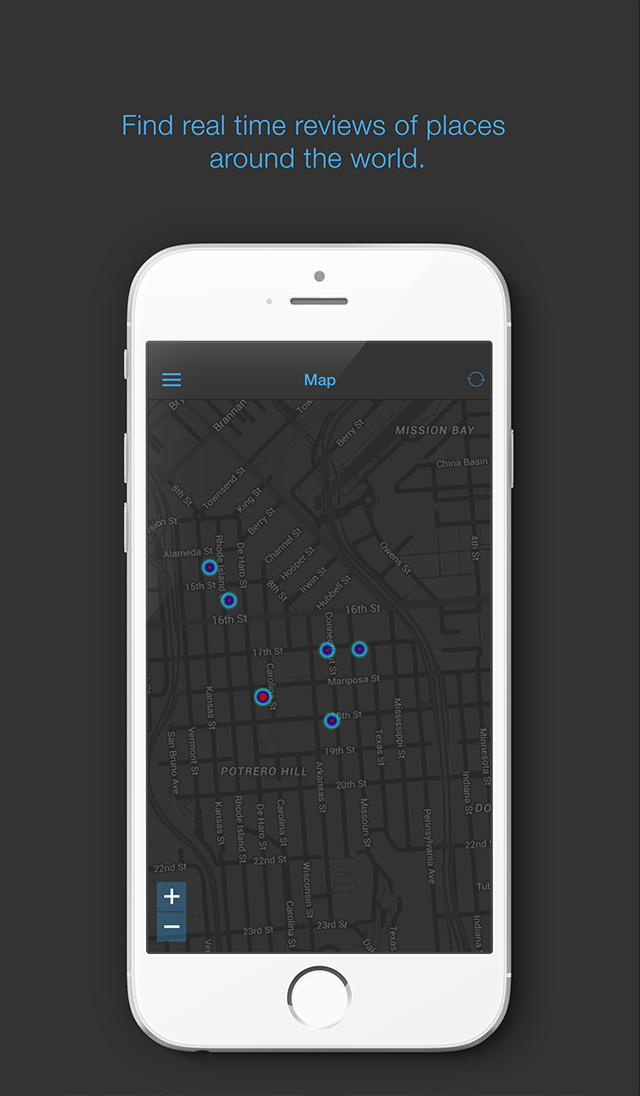 Find real time reviews of places
around the world.
Map
Brannan
Berry St
MISSION BAY
China Basin
8th St
Townsend St
King St
Berry St
Channel St
Hooper St
Irwin St
8th St
Hubbell St
Owens St
4th St
Alameda St
Rhode Island
De Haro St
15th St
16th St
16th St
Connecticut St
17th St
Carolina St
Mariposa St
Kansas St
18th St
Mississippi St
19th St
Texas St
Vermont St
San Bruno Ave
POTRERO HILL
Arkansas St
20th St
Minnesota St
Indiana St
DO
Kansas St
Rhode Island St
De Haro St
Carolina St
Missouri St
Pennsylvania Ave
22nd St
22nd St
22nd
Wisconsin St
Tub
+
−
Carolina St
23rd St
23rd St
Texas
Indiana St